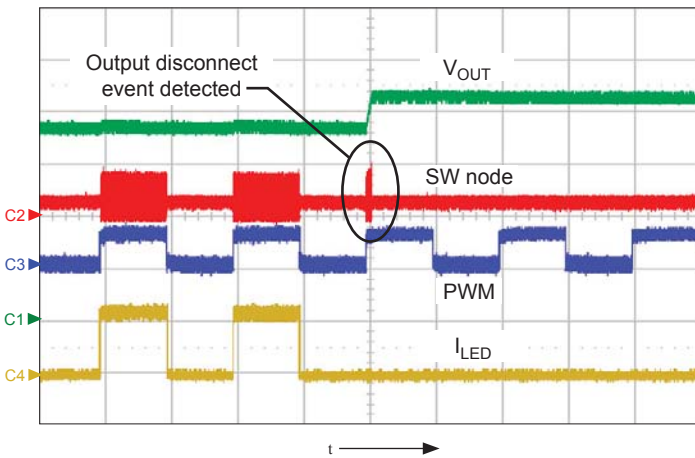 Output disconnect
event detected
VOUT
SW node
C2
C3
PWM
C1
ILED
C4
t